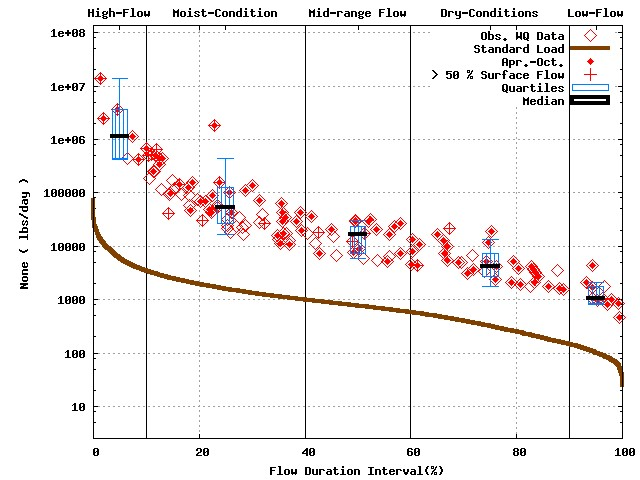 High-Flow Moist-Condition Mid-range Flow Dry-Conditions Low-Flow
1e+08
Obs. WQ Data
Standard Load
Apr.-Oct.
> 50 % Surface Flow
Quartiles
Median
1e+07
1e+06
100000
10000
1000
100
10
None ( lbs/day )
0 20 40 60 80 100
Flow Duration Interval(%)